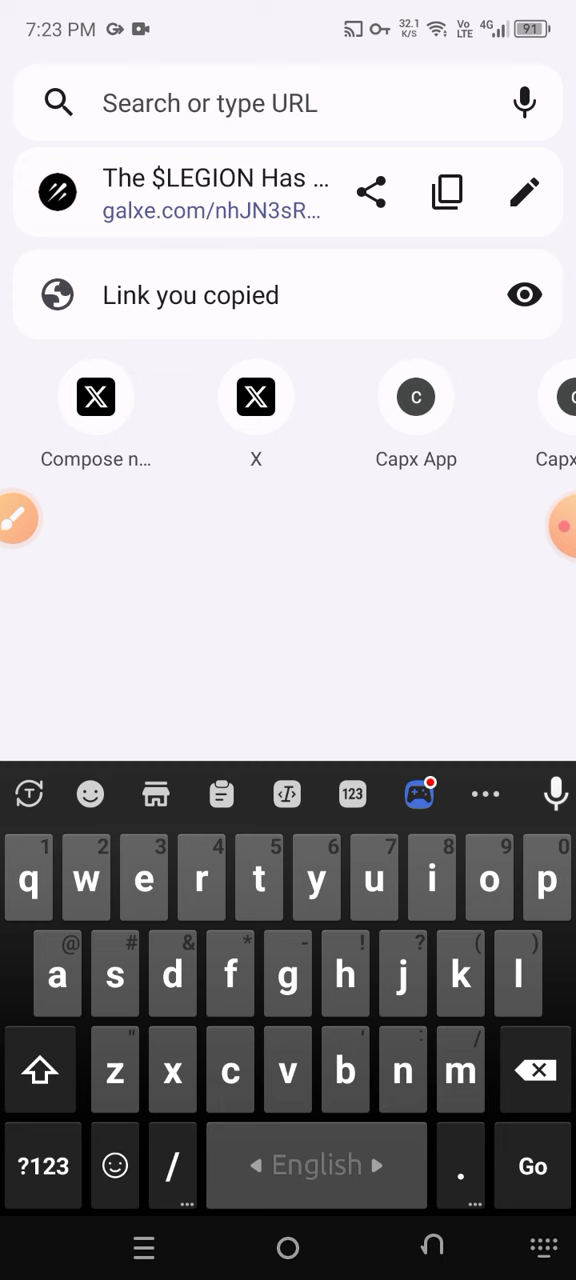 7:23 PM G 32.1 K/S Vo LTE 4G 91
Search or type URL
The $LEGION Has ...
galxe.com/nhJN3sR...
Link you copied
C
Compose n... X Capx App Capx
T 123
1 2 3 4 5 6 7 8 9 0
q w e r t y u i o p
@ # & * - ! ? ( )
a s d f g h j k l
" ' : /
z x c v b n m
?123 / English . Go